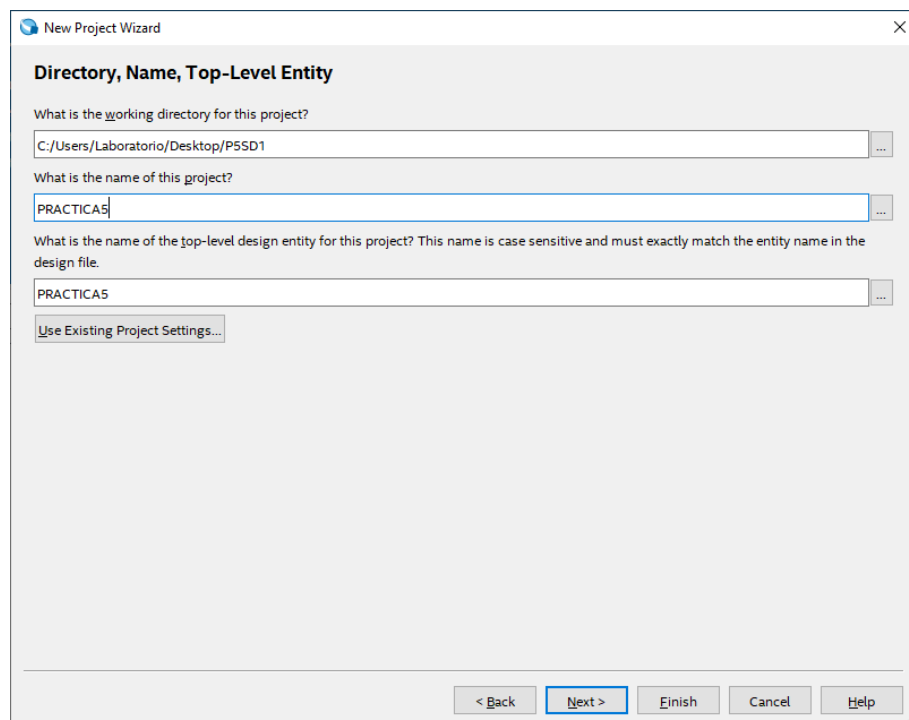 New Project Wizard
Directory, Name, Top-Level Entity
What is the working directory for this project?
C:/Users/Laboratorio/Desktop/P5SD1
...
What is the name of this project?
PRACTICA5
...
What is the name of the top-level design entity for this project? This name is case sensitive and must exactly match the entity name in the
design file.
PRACTICA5
...
Use Existing Project Settings...
< Back Next > Finish Cancel Help